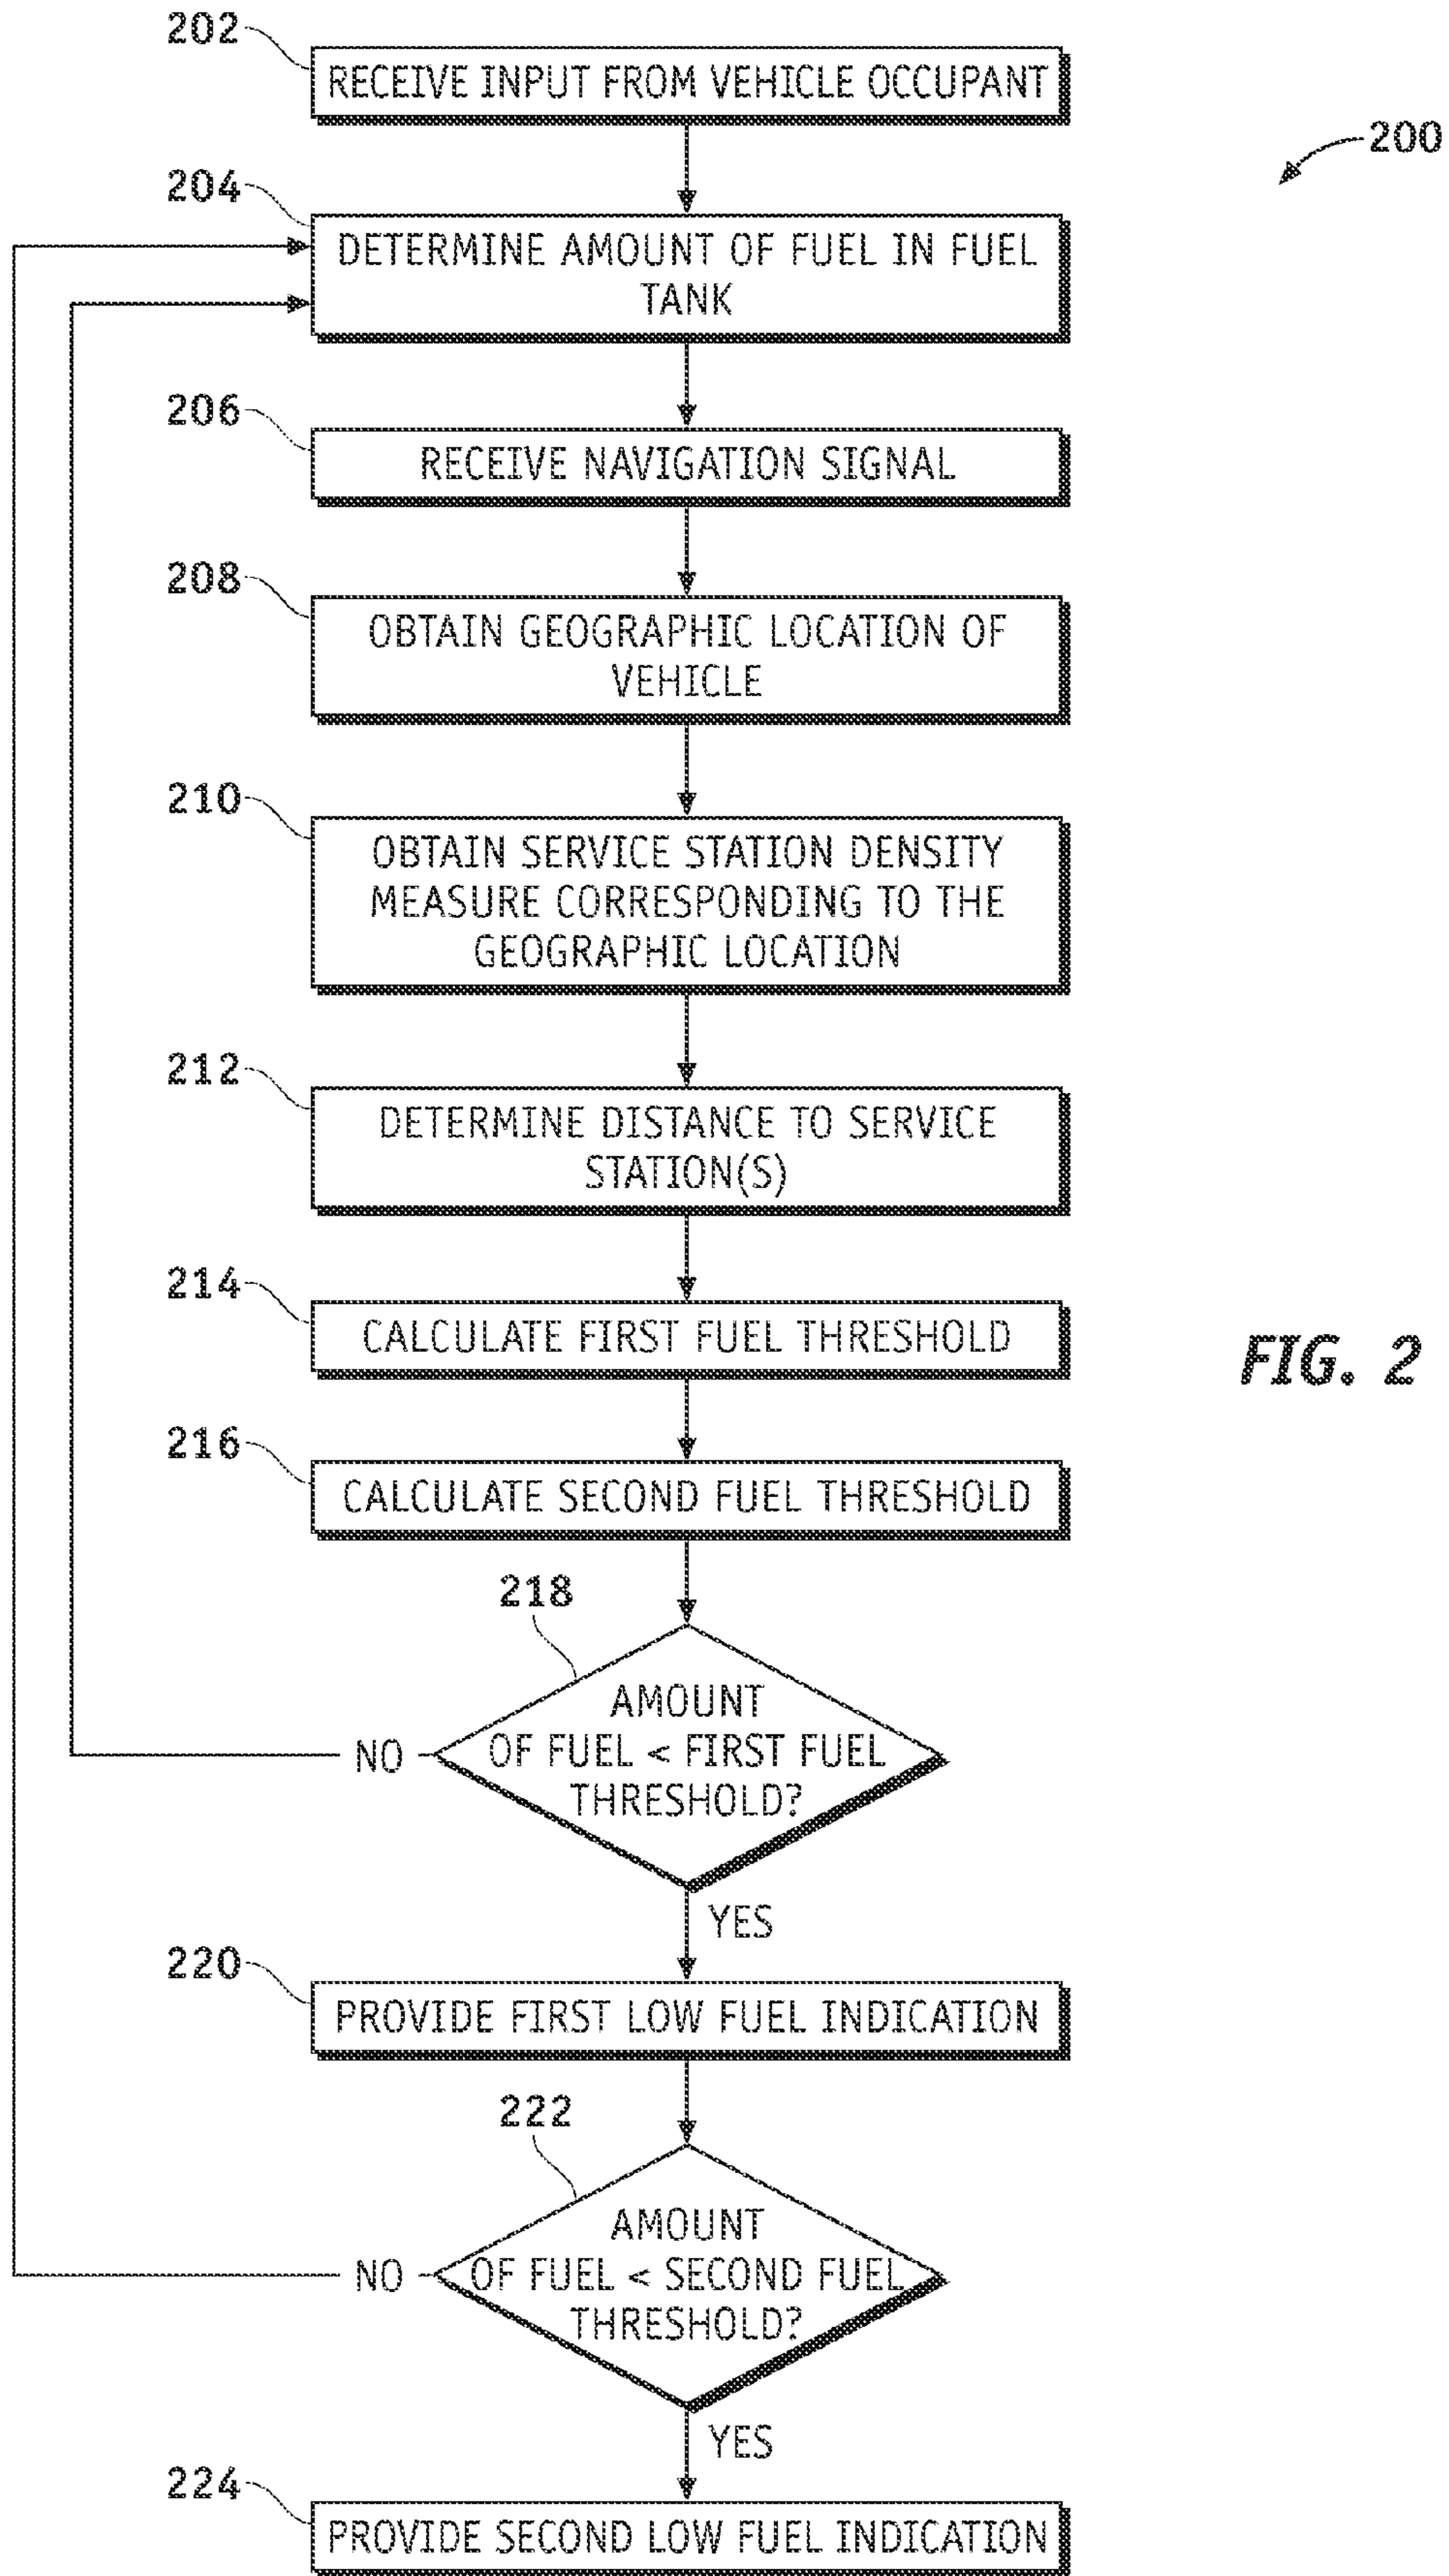 202
RECEIVE INPUT FROM VEHICLE OCCUPANT
200
204
DETERMINE AMOUNT OF FUEL IN FUEL
TANK
206
RECEIVE NAVIGATION SIGNAL
208
OBTAIN GEOGRAPHIC LOCATION OF
VEHICLE
210
OBTAIN SERVICE STATION DENSITY
MEASURE CORRESPONDING TO THE
GEOGRAPHIC LOCATION
212
DETERMINE DISTANCE TO SERVICE
STATION(S)
214
CALCULATE FIRST FUEL THRESHOLD
FIG. 2
216
CALCULATE SECOND FUEL THRESHOLD
218
AMOUNT
OF FUEL < FIRST FUEL
THRESHOLD?
NO
YES
220
PROVIDE FIRST LOW FUEL INDICATION
222
AMOUNT
OF FUEL < SECOND FUEL
THRESHOLD?
NO
YES
224
PROVIDE SECOND LOW FUEL INDICATION